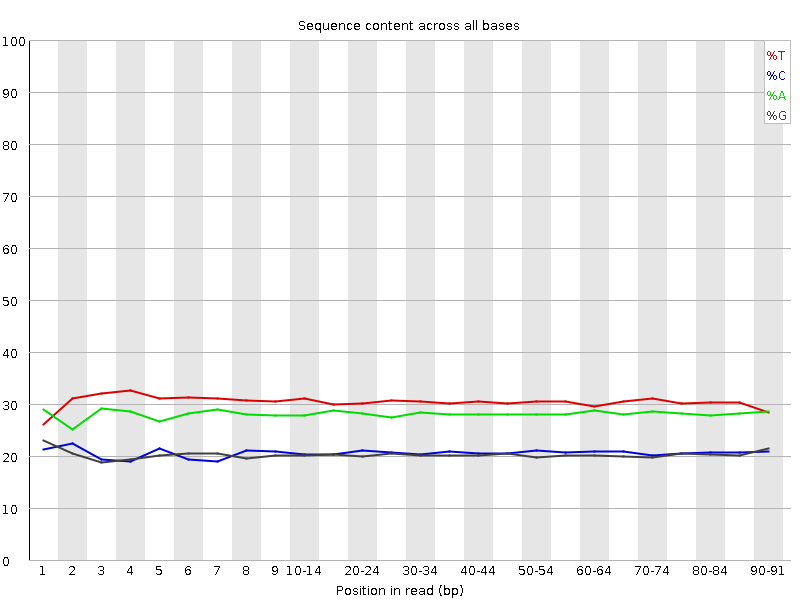 Sequence content across all bases
100
90
80
70
60
50
40
30
20
10
0
%T
%C
%A
%G
1 2 3 4 5 6 7 8 9 10-14 20-24 30-34 40-44 50-54 60-64 70-74 80-84 90-91
Position in read (bp)